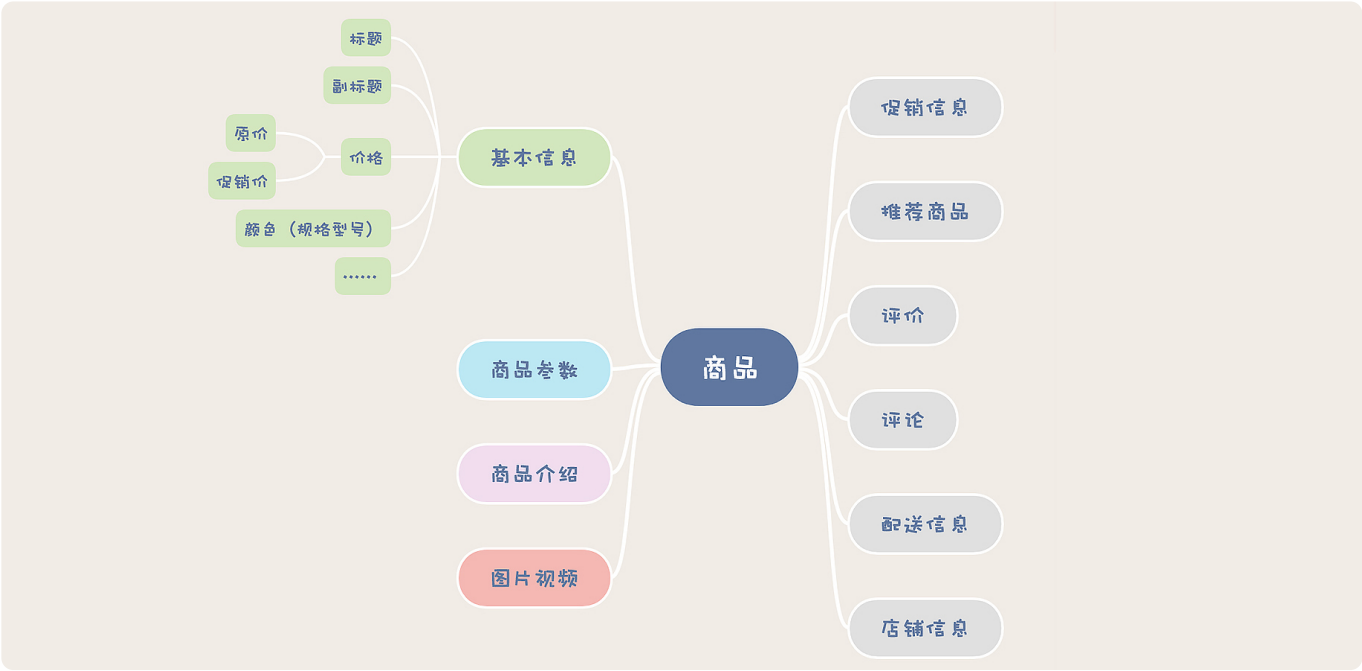 标题
副标题
原价
价格
促销价
颜色（规格型号）
……
基本信息
商品参数
商品介绍
图片视频
商品
促销信息
推荐商品
评价
评论
配送信息
店铺信息